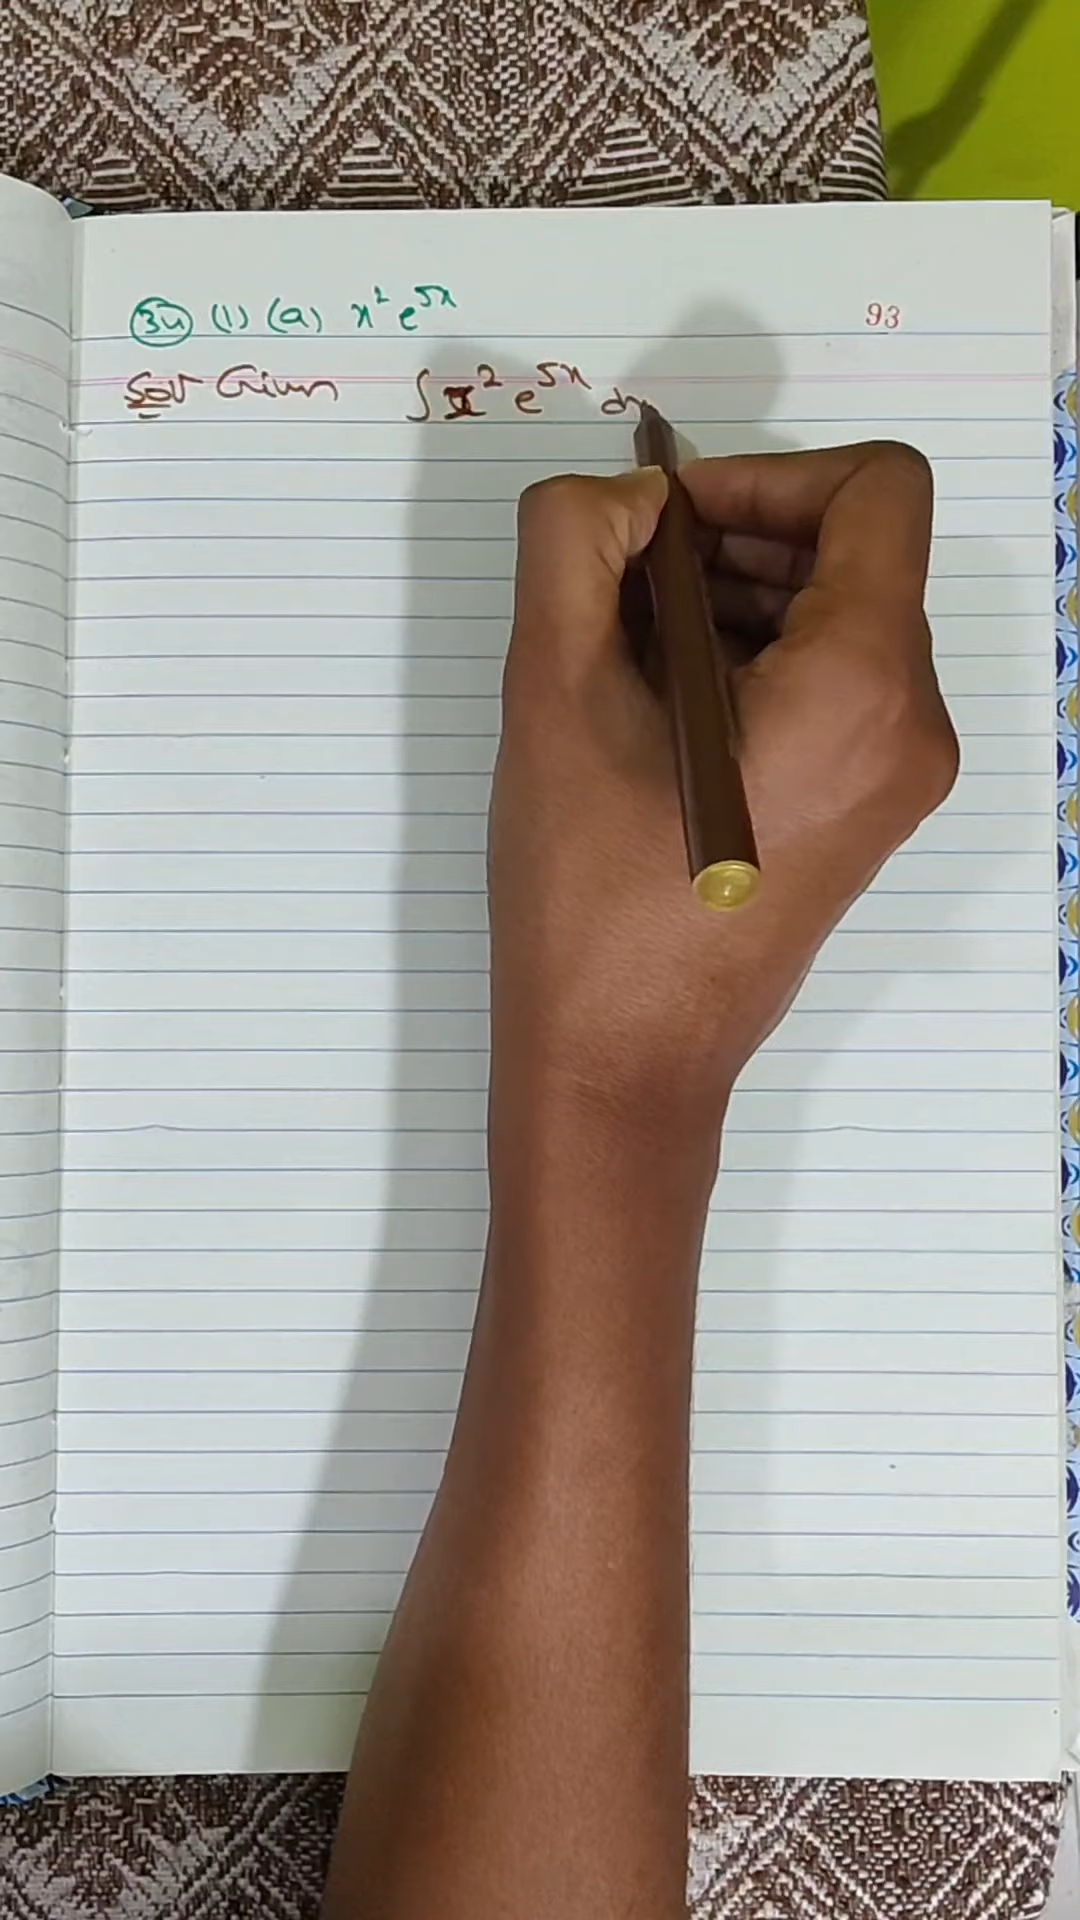 34 (1) (a) x² e^5x
93
Sol Given ∫ x² e^5x dx